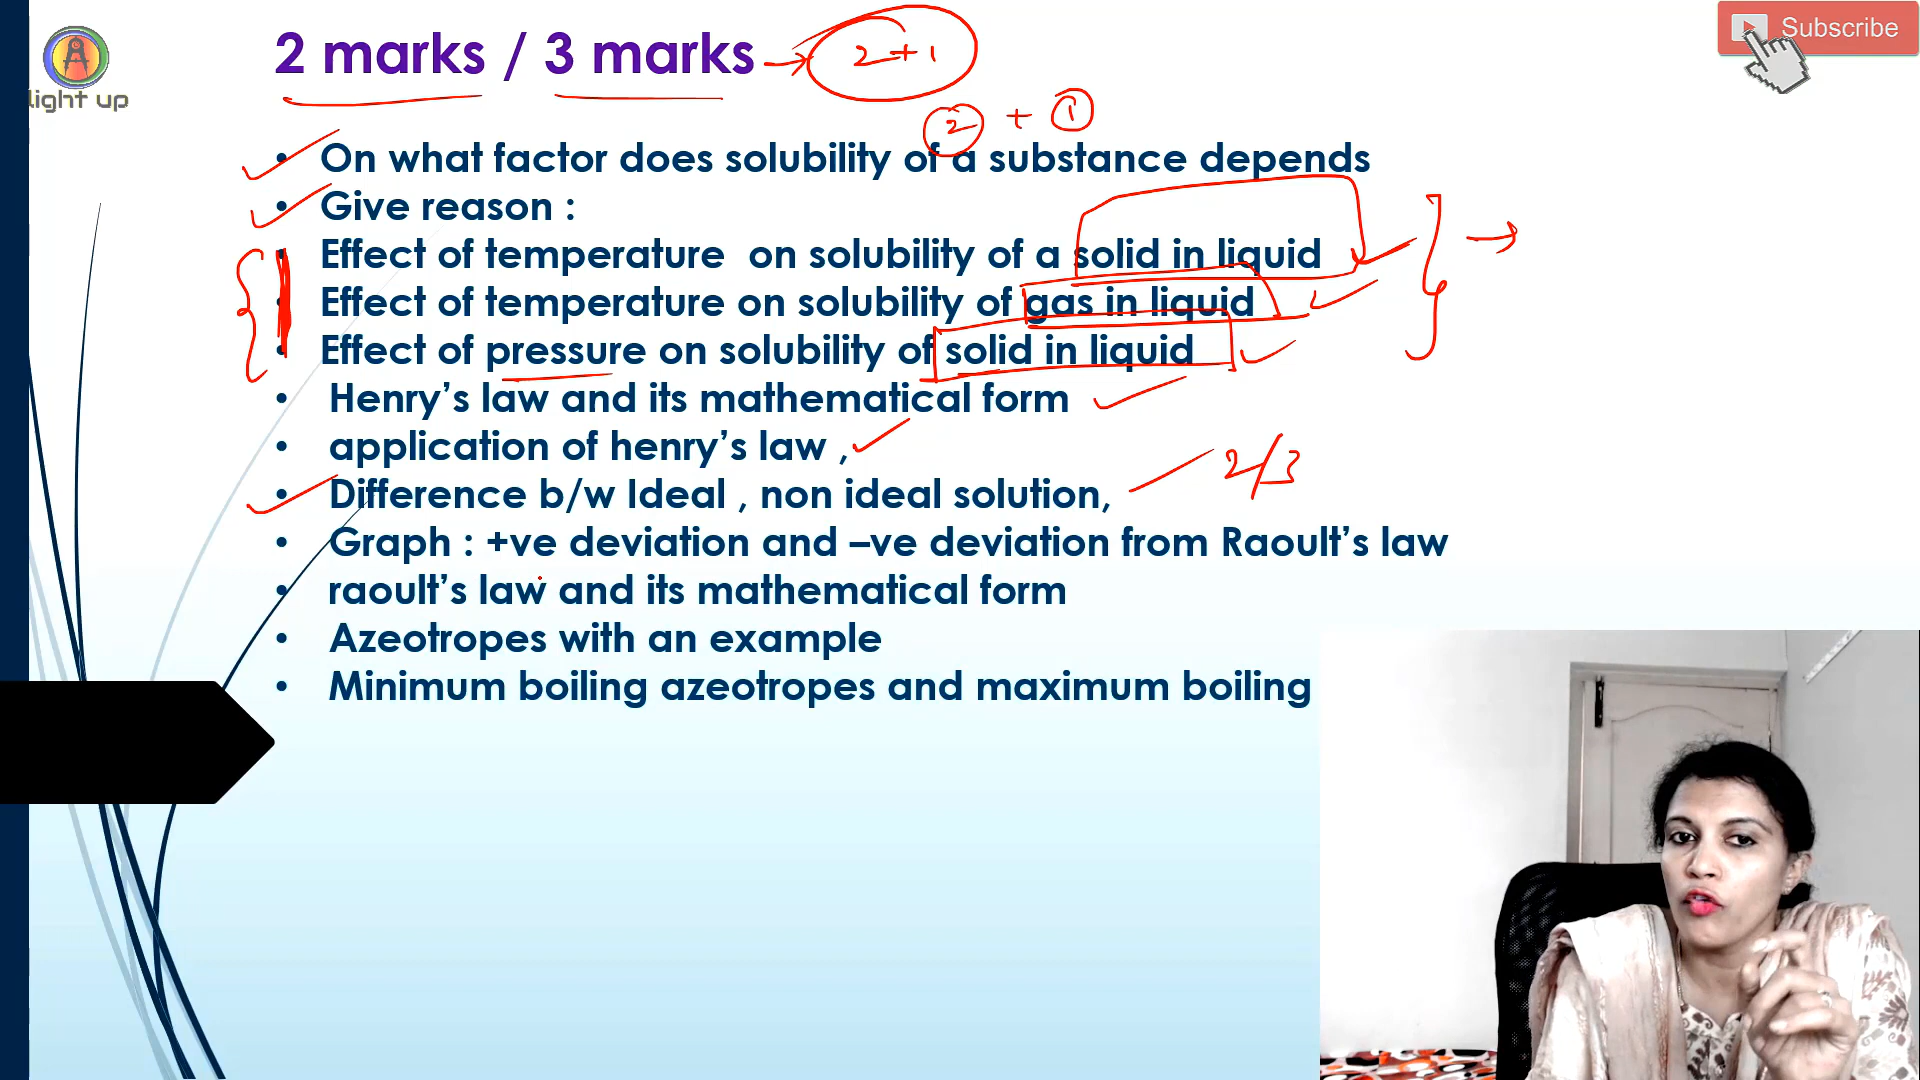 Subscribe
light up
2 marks / 3 marks → 2+1
2 + 1
• On what factor does solubility of a substance depends
• Give reason :
• Effect of temperature on solubility of a solid in liquid
• Effect of temperature on solubility of gas in liquid
• Effect of pressure on solubility of solid in liquid
• Henry’s law and its mathematical form
• application of henry’s law ,
• Difference b/w Ideal , non ideal solution, 2/3
• Graph : +ve deviation and –ve deviation from Raoult’s law
• raoult’s law and its mathematical form
• Azeotropes with an example
• Minimum boiling azeotropes and maximum boiling